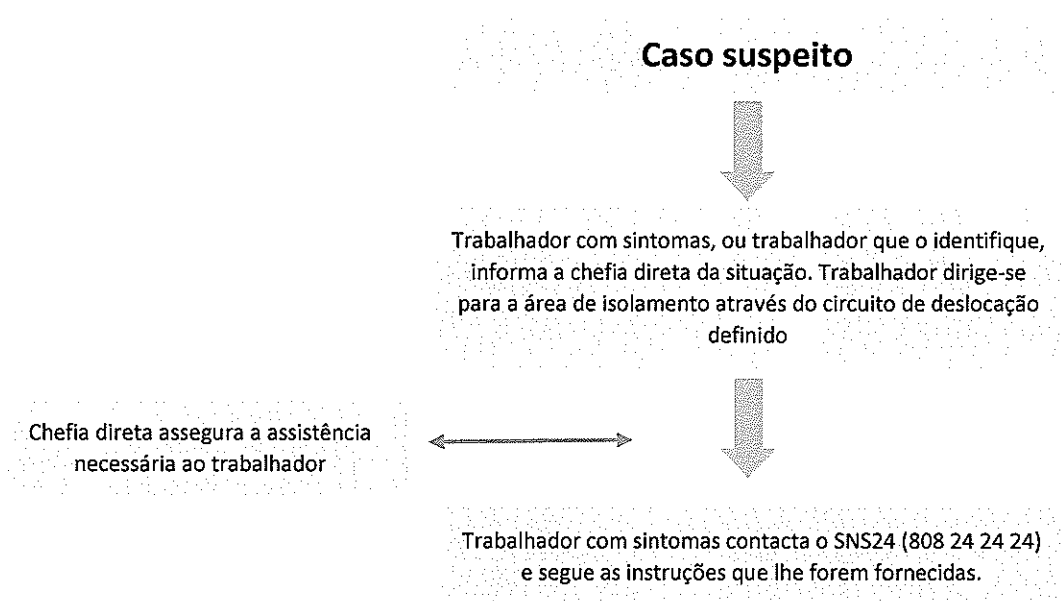 Caso suspeito
Trabalhador com sintomas, ou trabalhador que o identifique,
informa a chefia direta da situação. Trabalhador dirige-se
para a área de isolamento através do circuito de deslocação
definido
Chefia direta assegura a assistência
necessária ao trabalhador
Trabalhador com sintomas contacta o SNS24 (808 24 24 24)
e segue as instruções que lhe forem fornecidas.